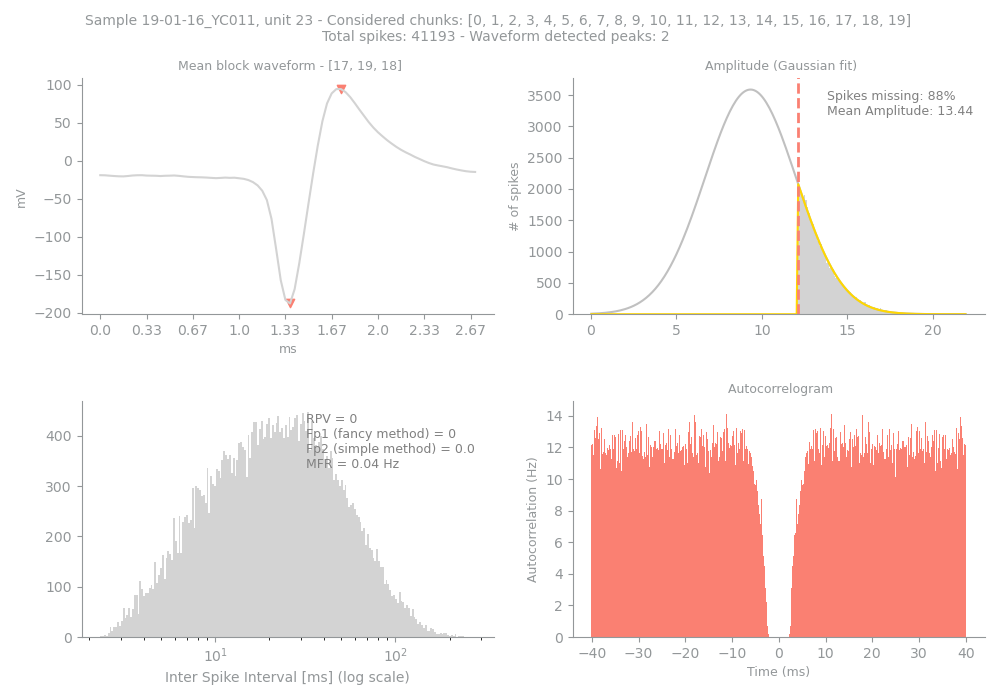 Sample 19-01-16_YC011, unit 23 - Considered chunks: [0, 1, 2, 3, 4, 5, 6, 7, 8, 9, 10, 11, 12, 13, 14, 15, 16, 17, 18, 19]
Total spikes: 41193 - Waveform detected peaks: 2
Mean block waveform - [17, 19, 18]
100
50
0
−50
−100
−150
−200
mV
0.0 0.33 0.67 1.0 1.33 1.67 2.0 2.33 2.67
ms
Amplitude (Gaussian fit)
Spikes missing: 88%
Mean Amplitude: 13.44
3500
3000
2500
2000
1500
1000
500
0
# of spikes
0 5 10 15 20
RPV = 0
Fp1 (fancy method) = 0
Fp2 (simple method) = 0.0
MFR = 0.04 Hz
400
300
200
100
0
10¹ 10²
Inter Spike Interval [ms] (log scale)
Autocorrelogram
14
12
10
8
6
4
2
0
Autocorrelation (Hz)
−40 −30 −20 −10 0 10 20 30 40
Time (ms)